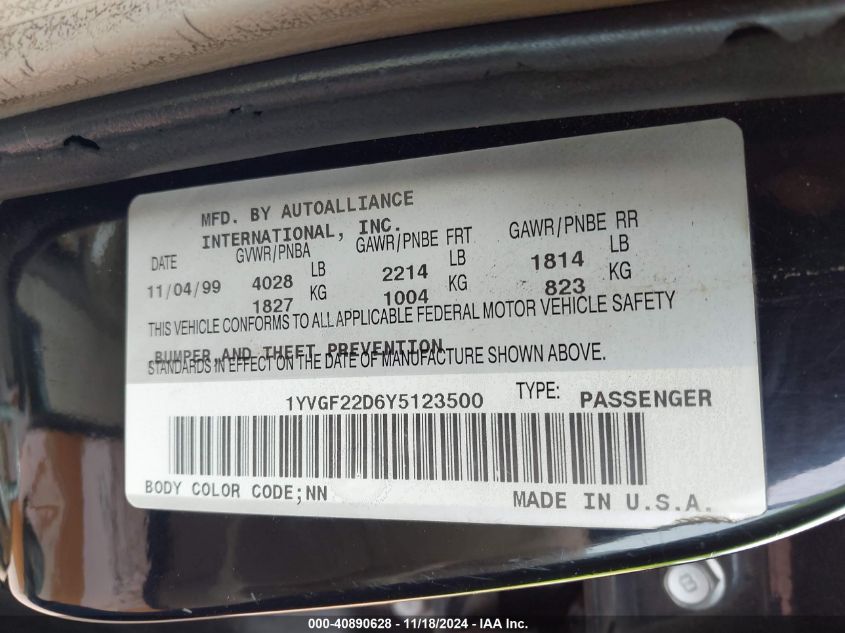 MFD. BY AUTOALLIANCE
INTERNATIONAL, INC.
DATE GVWR/PNBA GAWR/PNBE FRT GAWR/PNBE RR
11/04/99 4028 LB 2214 LB 1814 LB
1827 KG 1004 KG 823 KG
THIS VEHICLE CONFORMS TO ALL APPLICABLE FEDERAL MOTOR VEHICLE SAFETY
BUMPER,AND THEFT PREVENTION
STANDARDS IN EFFECT ON THE DATE OF MANUFACTURE SHOWN ABOVE.
1YVGF22D6Y5123500 TYPE: PASSENGER
BODY COLOR CODE;NN MADE IN U.S.A.
8
000-40890628 - 11/18/2024 - IAA Inc.